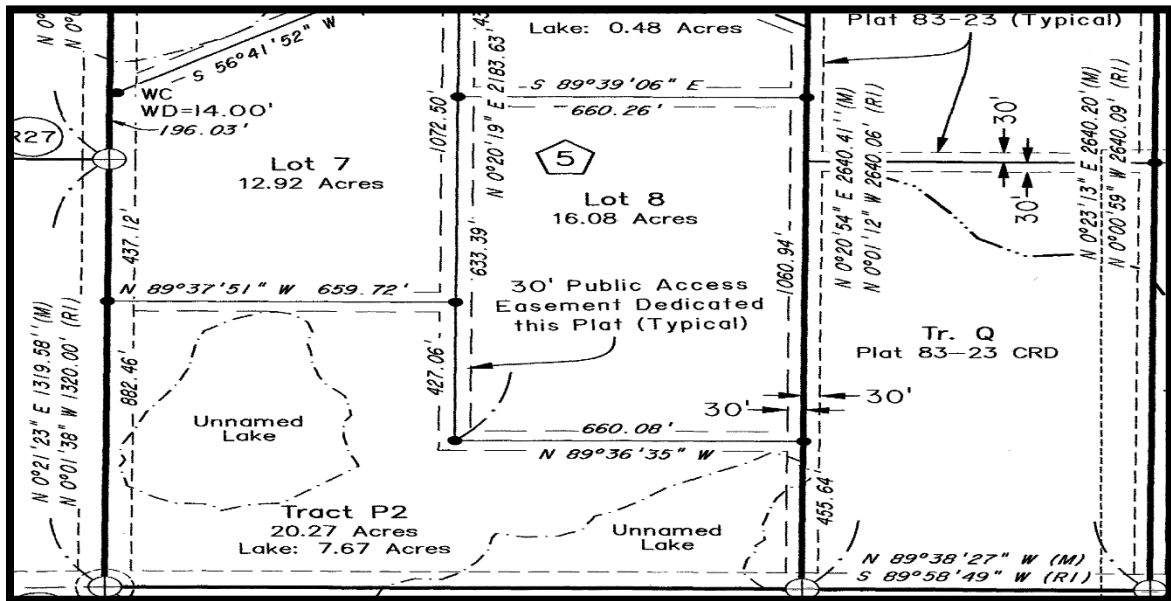 Plat 83-23 (Typical)
Lake: 0.48 Acres
S 56°41'52" W
WC
WD=14.00'
196.03'
R27
S 89°39'06" E
660.26'
1072.50'
N 0°20'19" E 2183.63'
5
Lot 7
12.92 Acres
Lot 8
16.08 Acres
30'
30'
437.12'
633.39'
1060.94'
N 0°20'54" E 2640.41' (M)
N 0°01'12" W 2640.06' (R1)
N 0°23'13" E 2640.20' (M)
N 0°00'59" W 2640.09' (R1)
N 89°37'51" W 659.72'
30' Public Access
Easement Dedicated
this Plat (Typical)
Tr. Q
Plat 83-23 CRD
N 0°21'23" E 1319.58' (M)
N 0°01'38" W 1320.00' (R1)
882.46'
427.06'
Unnamed
Lake
30'
30'
660.08'
N 89°36'35" W
Tract P2
20.27 Acres
Lake: 7.67 Acres
Unnamed
Lake
455.64
N 89°38'27" W (M)
S 89°58'49" W (R1)